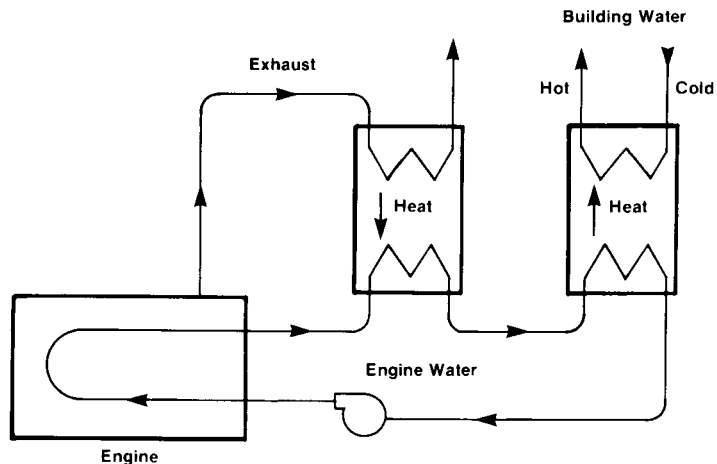 Building Water
Exhaust
Hot
Cold
Heat
Heat
Engine Water
Engine